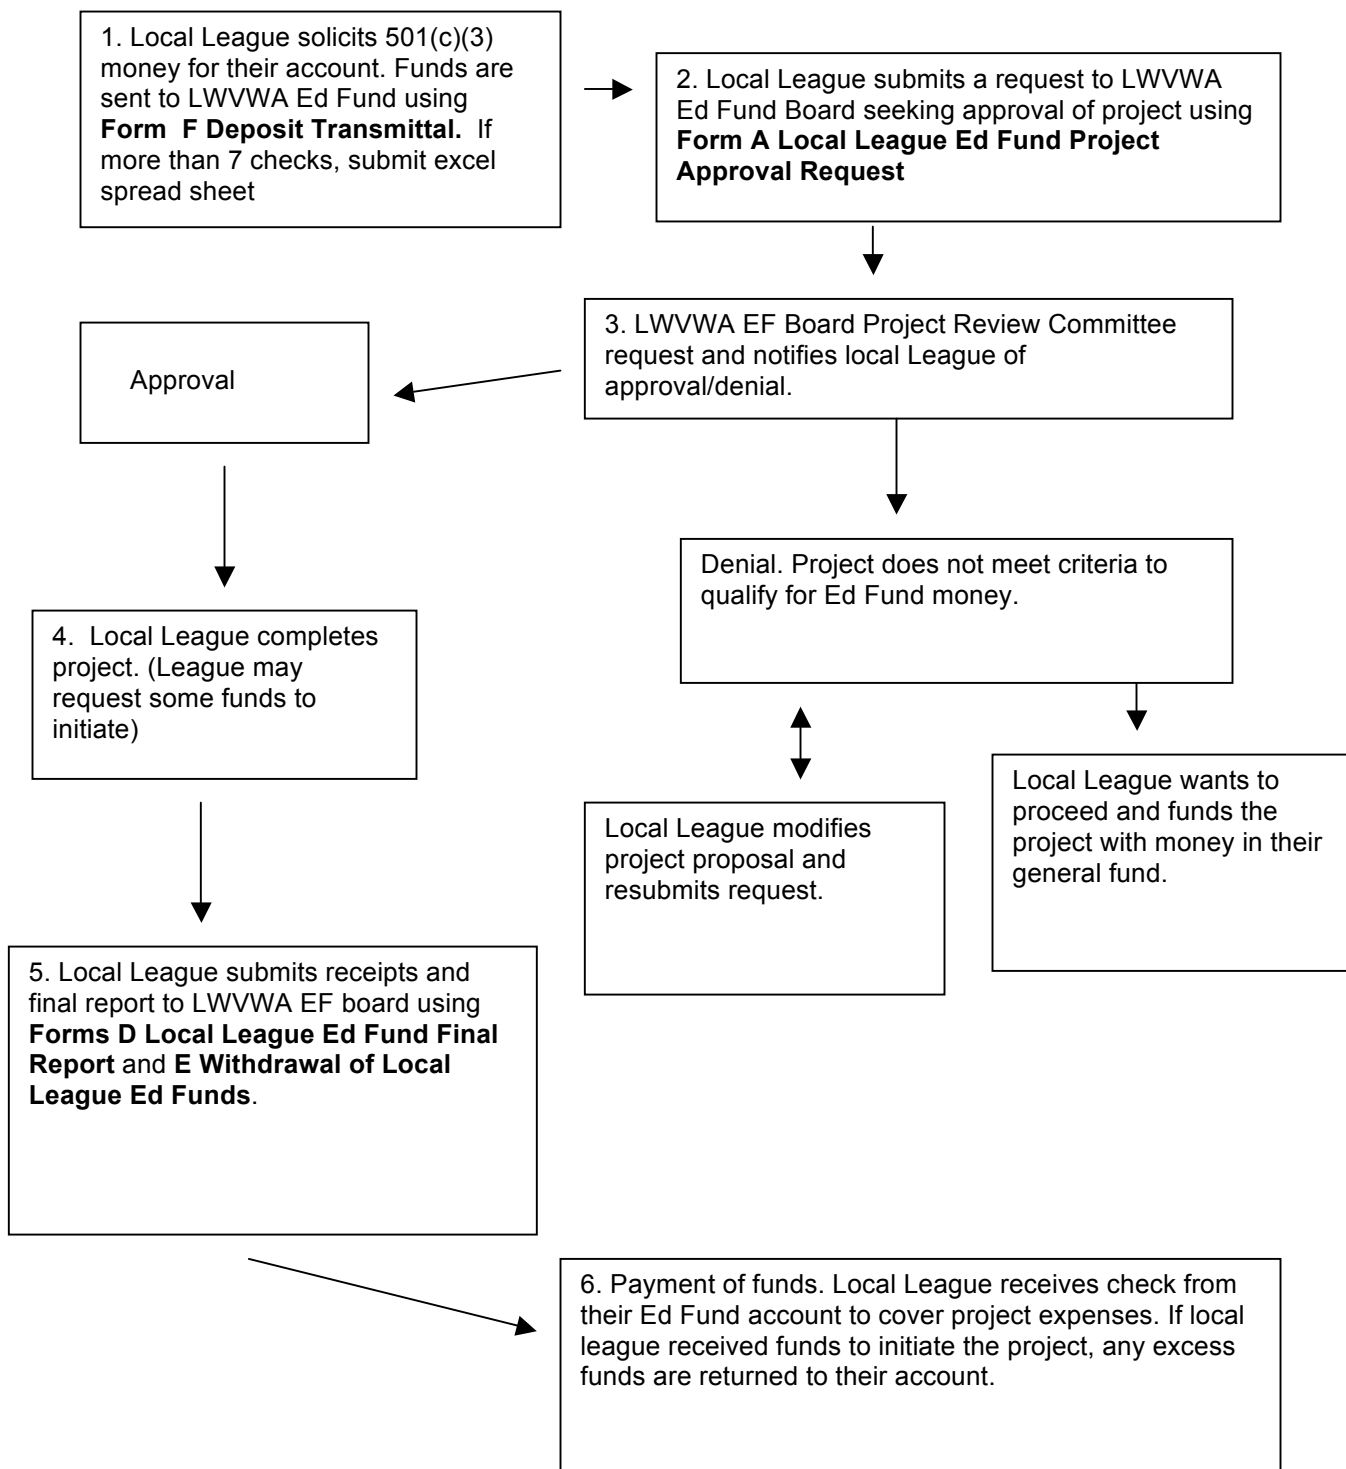 1. Local League solicits 501(c)(3)
money for their account. Funds are
sent to LWVWA Ed Fund using
Form F Deposit Transmittal. If
more than 7 checks, submit excel
spread sheet
2. Local League submits a request to LWVWA
Ed Fund Board seeking approval of project using
Form A Local League Ed Fund Project
Approval Request
3. LWVWA EF Board Project Review Committee
request and notifies local League of
approval/denial.
Approval
Denial. Project does not meet criteria to
qualify for Ed Fund money.
4. Local League completes
project. (League may
request some funds to
initiate)
Local League modifies
project proposal and
resubmits request.
Local League wants to
proceed and funds the
project with money in their
general fund.
5. Local League submits receipts and
final report to LWVWA EF board using
Forms D Local League Ed Fund Final
Report and E Withdrawal of Local
League Ed Funds.
6. Payment of funds. Local League receives check from
their Ed Fund account to cover project expenses. If local
league received funds to initiate the project, any excess
funds are returned to their account.